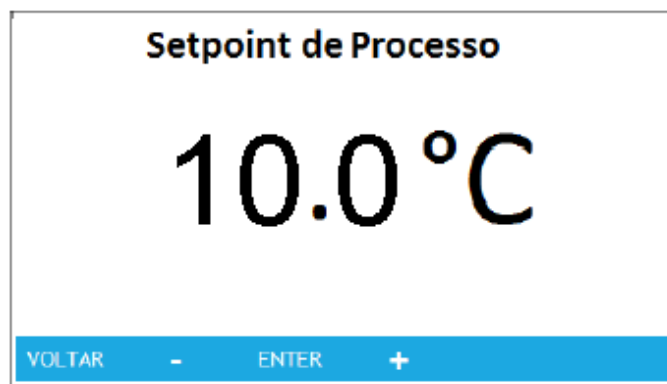 Setpoint de Processo
10.0 °C
VOLTAR - ENTER +